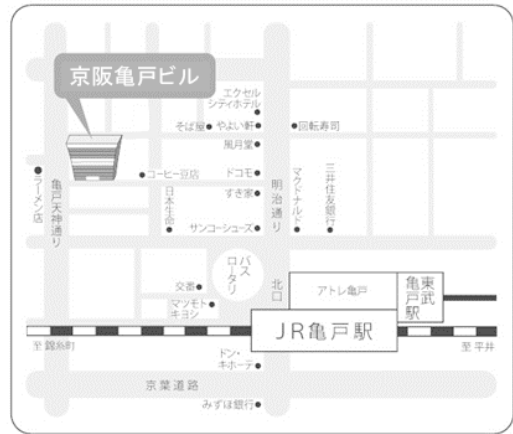 京阪亀戸ビル
エクセル
シティホテル
そば屋
やよい軒
回転寿司
風月堂
ラーメン店
亀戸天神通り
コーヒー豆店
ドコモ
日本生命
すき家
明治通り
マクドナルド
三井住友銀行
サンコーシューズ
バス
ロータリー
北口
アトレ亀戸
東武
亀戸駅
交番
マツモト
キヨシ
JR亀戸駅
至 錦糸町
至 平井
ドン・
キホーテ
京葉道路
みずほ銀行